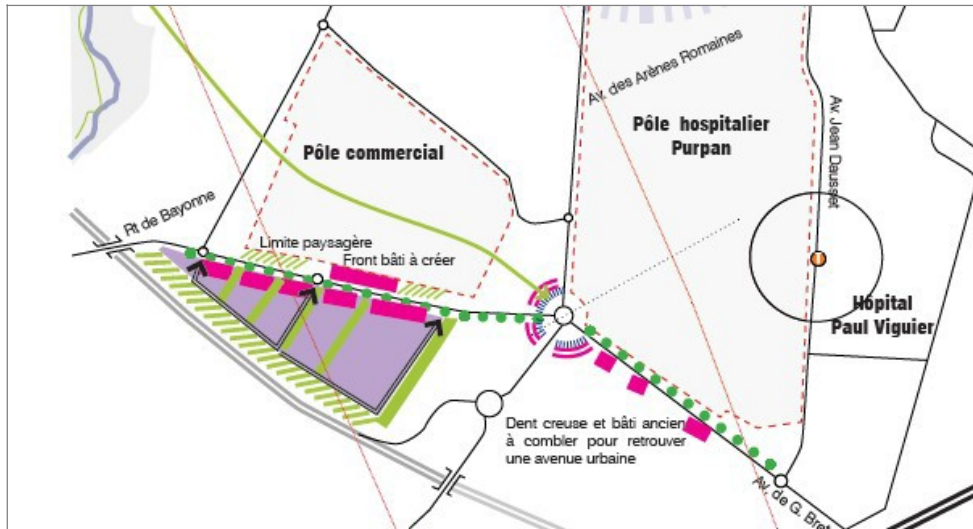 Av. des Arènes Romaines
Pôle hospitalier
Purpan
Av. Jean Dausset
Pôle commercial
Rt de Bayonne
Limite paysagère
Front bâti à créer
Hôpital
Paul Viguier
Dent creuse et bâti ancien
à combler pour retrouver
une avenue urbaine
Av. de G. Bret